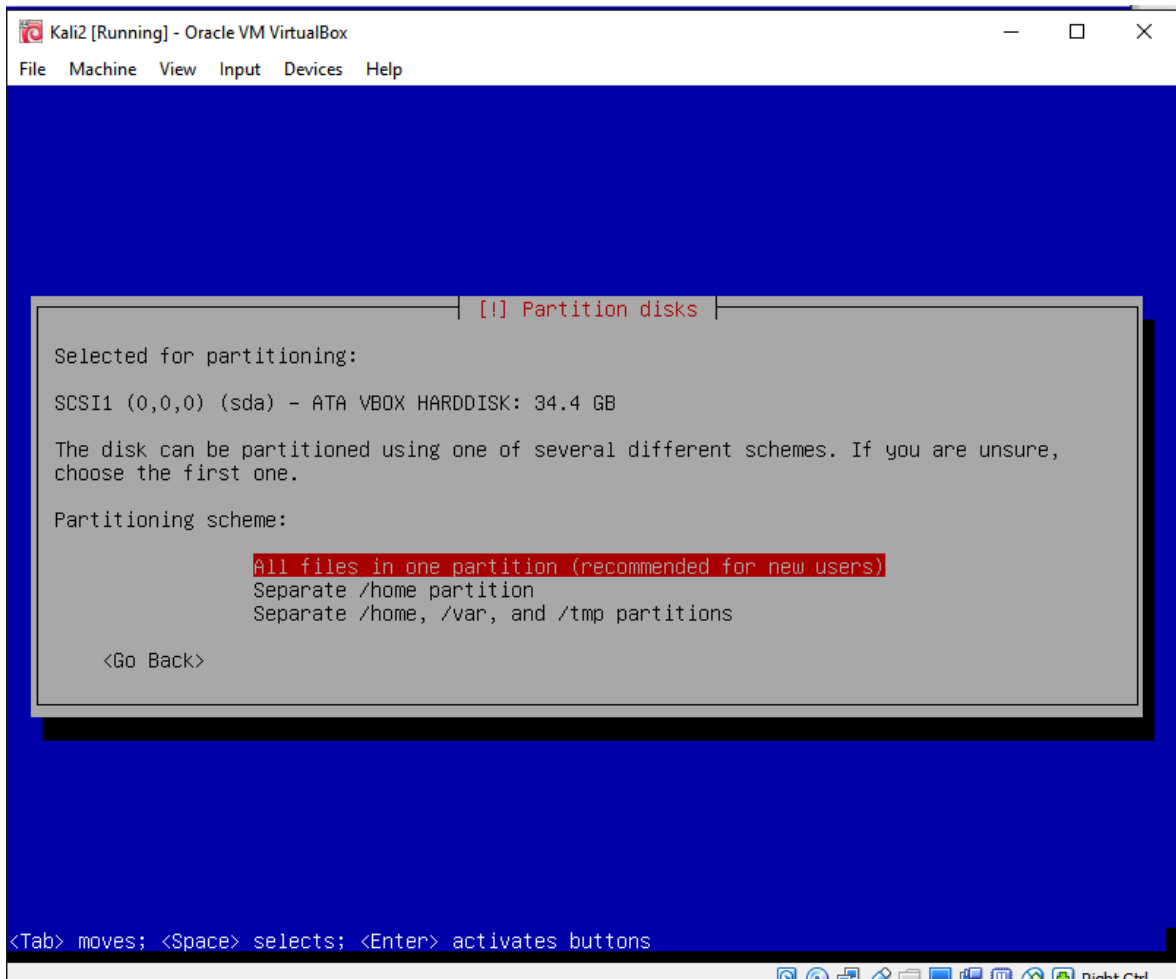 Kali2 [Running] - Oracle VM VirtualBox
File Machine View Input Devices Help
[!] Partition disks
Selected for partitioning:
SCSI1 (0,0,0) (sda) – ATA VBOX HARDDISK: 34.4 GB
The disk can be partitioned using one of several different schemes. If you are unsure,
choose the first one.
Partitioning scheme:
All files in one partition (recommended for new users)
Separate /home partition
Separate /home, /var, and /tmp partitions
<Go Back>
<Tab> moves; <Space> selects; <Enter> activates buttons
Right Ctrl